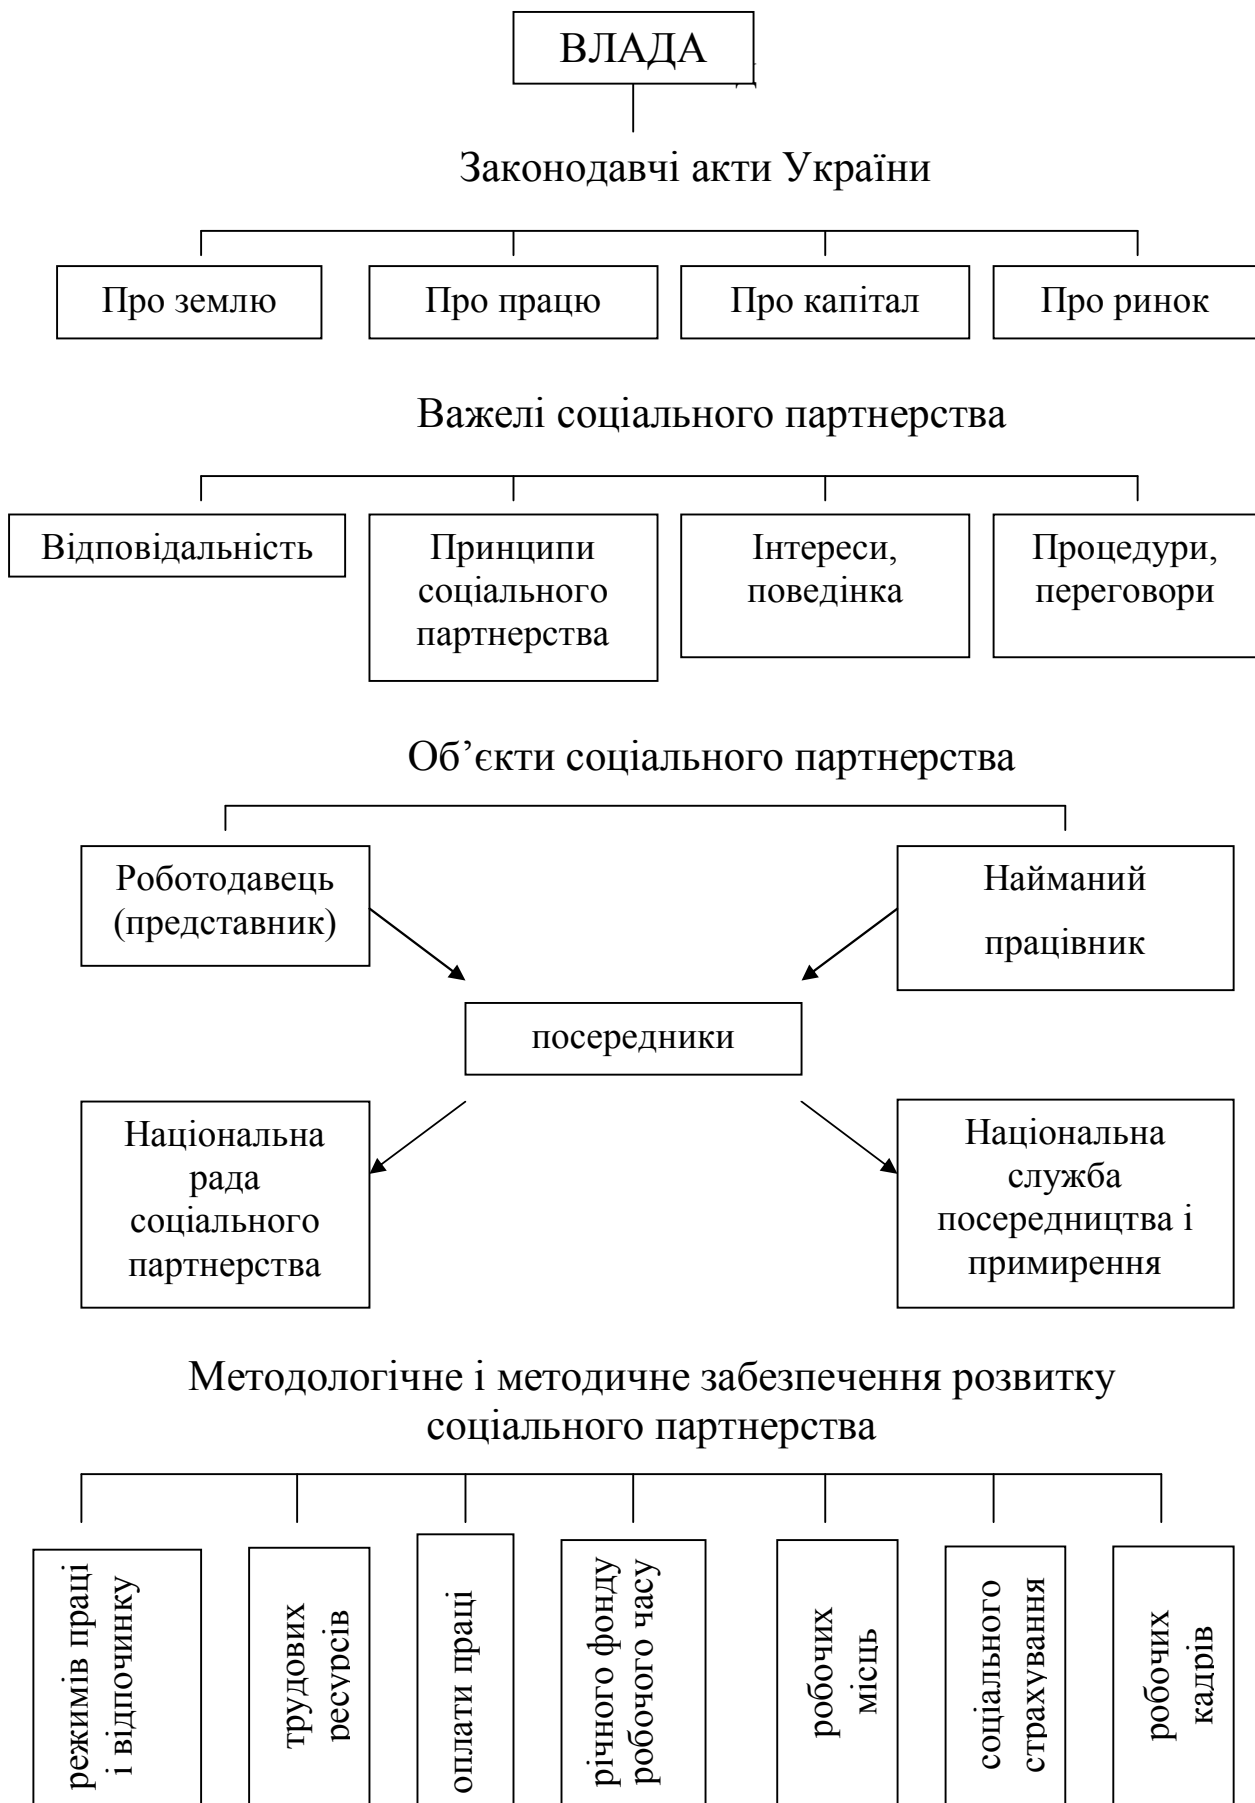 ВЛАДА
Законодавчі акти України
Про землю
Про працю
Про капітал
Про ринок
Важелі соціального партнерства
Відповідальність
Принципи
соціального
партнерства
Інтереси,
поведінка
Процедури,
переговори
Об’єкти соціального партнерства
Роботодавець
(представник)
Найманий
працівник
посередники
Національна
рада
соціального
партнерства
Національна
служба
посередництва і
примирення
Методологічне і методичне забезпечення розвитку
соціального партнерства
режимів праці
і відпочинку
трудових
ресурсів
оплати праці
річного фонду
робочого часу
робочих
місць
соціального
страхування
робочих
кадрів